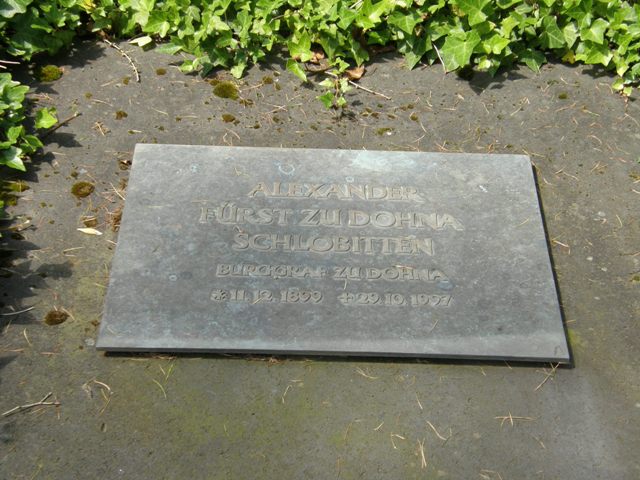 ALEXANDER
FÜRST ZU DOHNA
SCHLOBITTEN
BURGGRAF ZU DOHNA
*11.12.1899 +29.10.1997